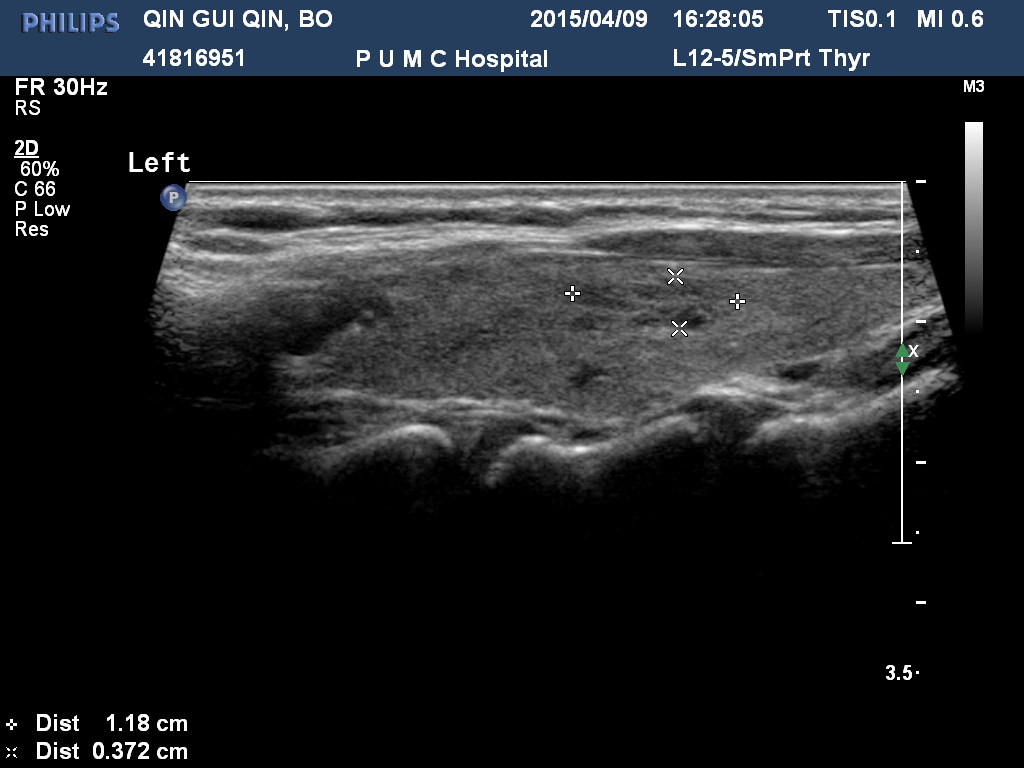 PHILIPS QIN GUI QIN, BO 2015/04/09 16:28:05 TIS0.1 MI 0.6
41816951 P U M C Hospital L12-5/SmPrt Thyr
FR 30Hz M3
RS
2D
60%
C 66
P Low
Res
Left
P
X
3.5
Dist 1.18 cm
Dist 0.372 cm